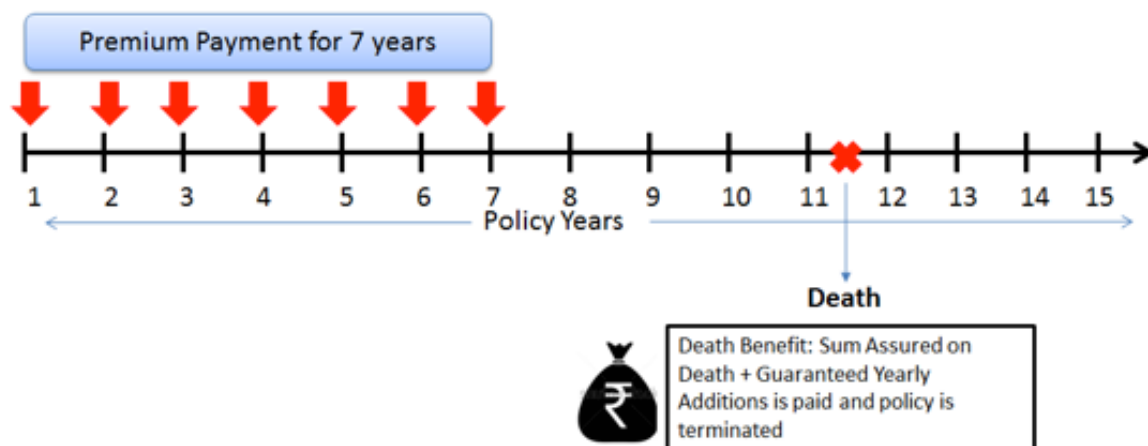 Premium Payment for 7 years
1 2 3 4 5 6 7 8 9 10 11 12 13 14 15
Policy Years
Death
₹
Death Benefit: Sum Assured on
Death + Guaranteed Yearly
Additions is paid and policy is
terminated